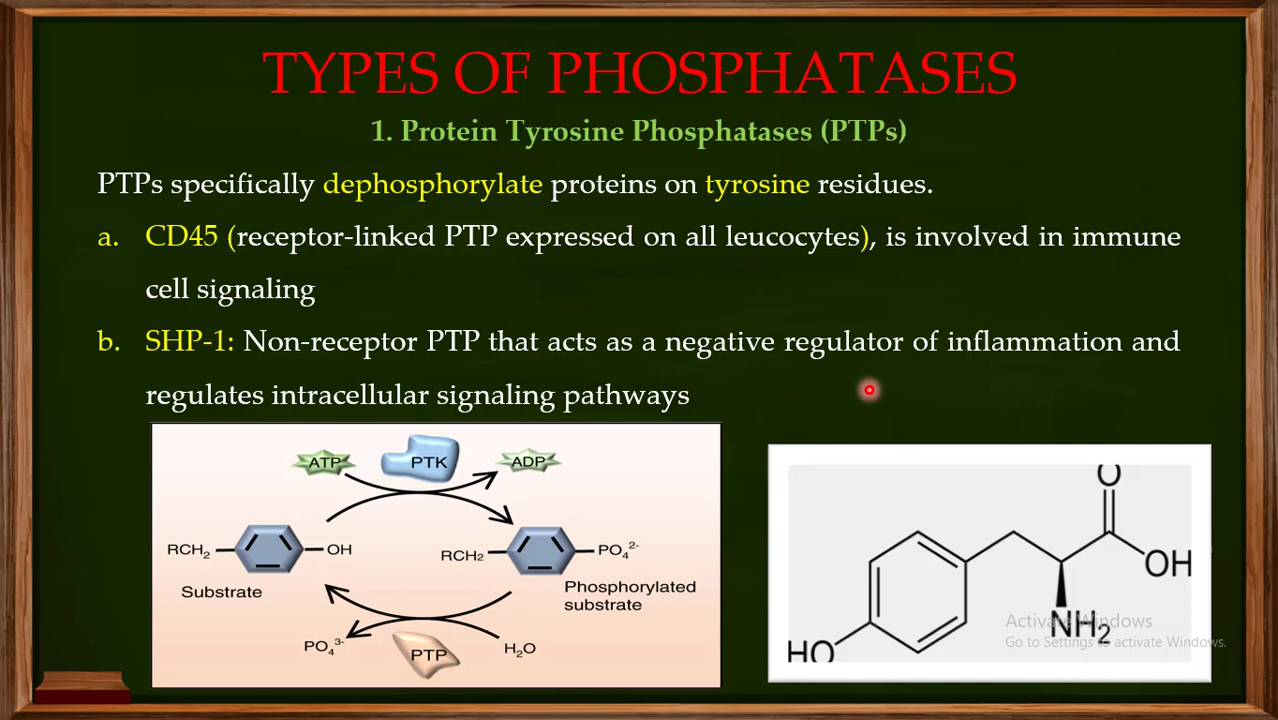 TYPES OF PHOSPHATASES
1. Protein Tyrosine Phosphatases (PTPs)
PTPs specifically dephosphorylate proteins on tyrosine residues.
a. CD45 (receptor-linked PTP expressed on all leucocytes), is involved in immune
cell signaling
b. SHP-1: Non-receptor PTP that acts as a negative regulator of inflammation and
regulates intracellular signaling pathways
ATP PTK ADP
RCH2 OH
RCH2 PO4 2-
Substrate
Phosphorylated
substrate
PO4 3- PTP H2O
O
OH
NH2
HO
Activate Windows
Go to Settings to activate Windows.